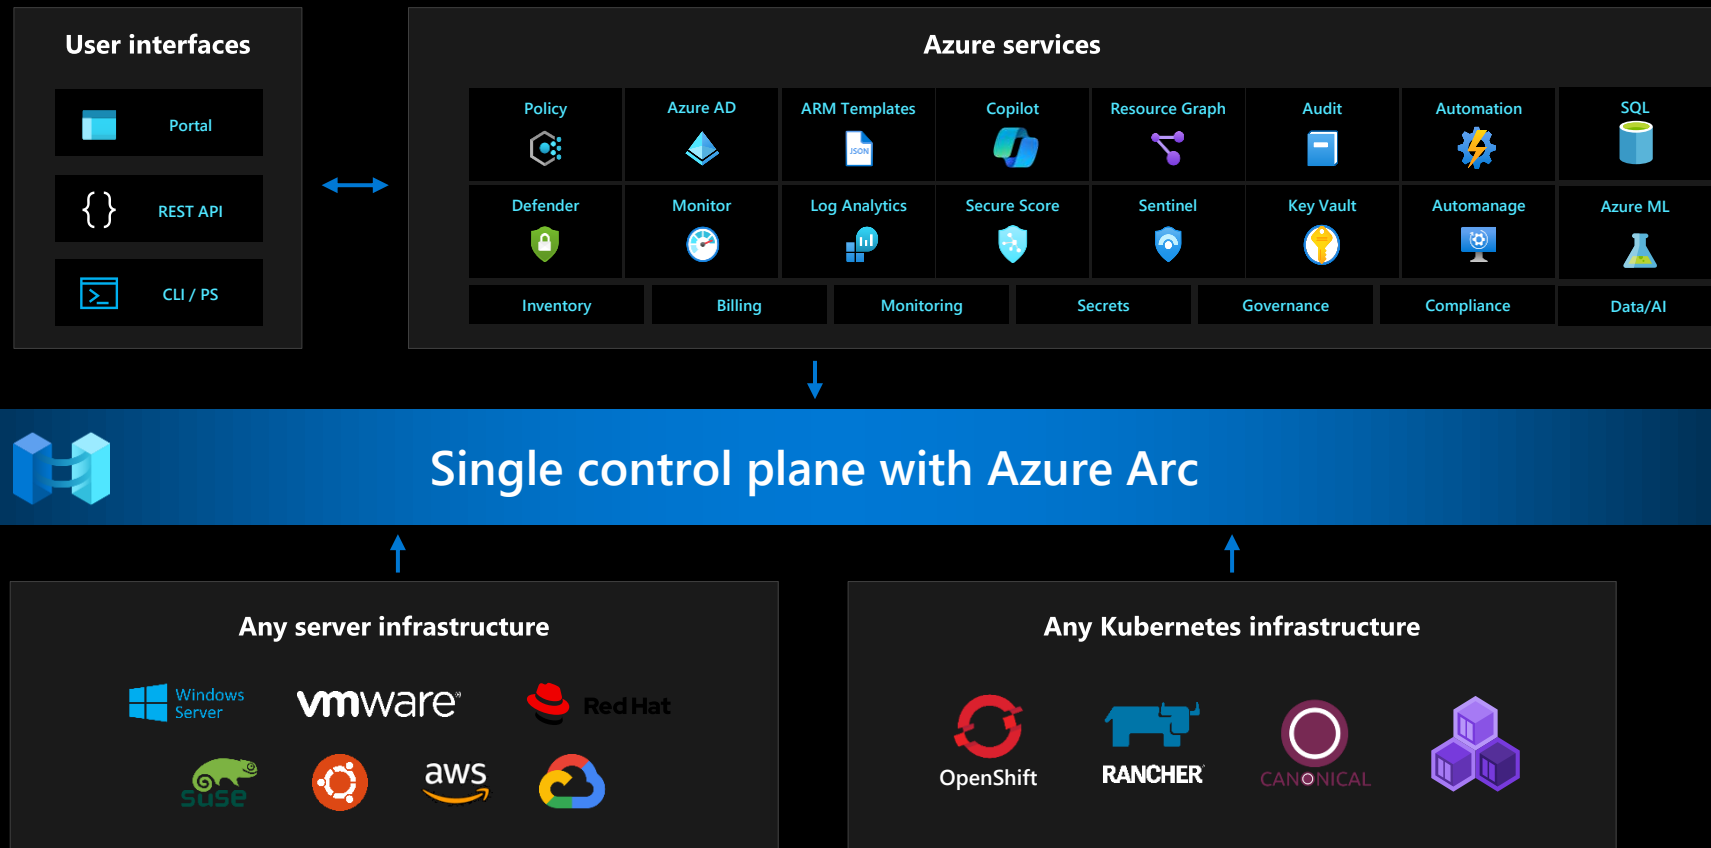 User interfaces
Portal
REST API
CLI / PS
Azure services
Policy
Azure AD
ARM Templates
Copilot
Resource Graph
Audit
Automation
SQL
JSON
Defender
Monitor
Log Analytics
Secure Score
Sentinel
Key Vault
Automanage
Azure ML
Inventory
Billing
Monitoring
Secrets
Governance
Compliance
Data/AI
Single control plane with Azure Arc
Any server infrastructure
Windows
Server
vmware®
Red Hat
suse
aws
Any Kubernetes infrastructure
OpenShift
RANCHER
CANONICAL